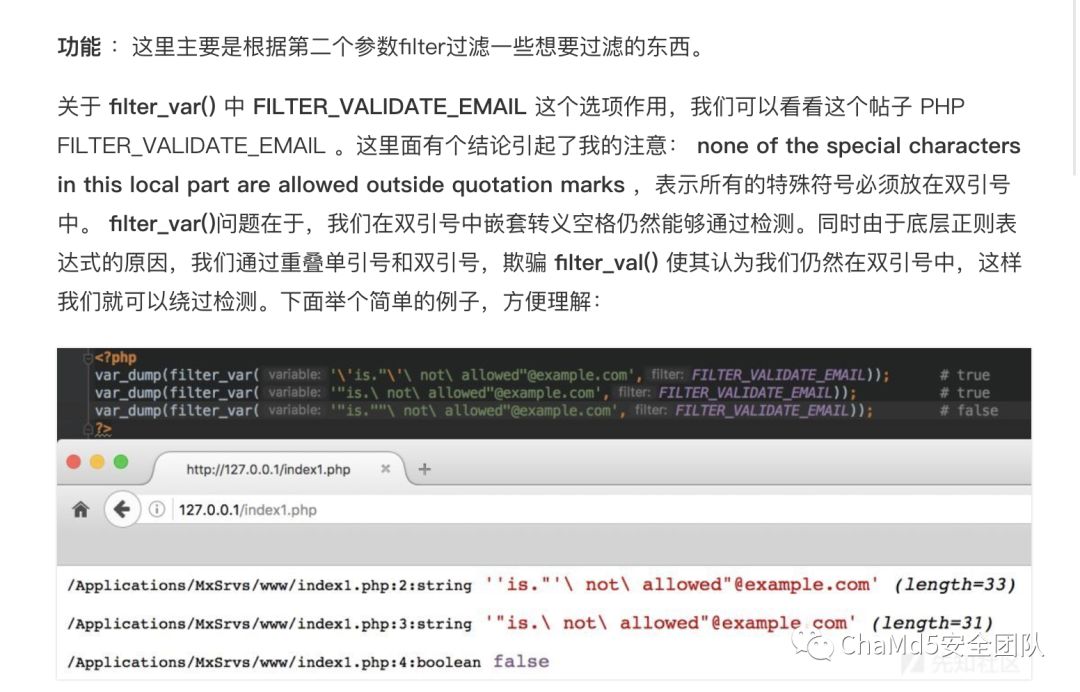 功能 ：这里主要是根据第二个参数filter过滤一些想要过滤的东西。
关于 filter_var() 中 FILTER_VALIDATE_EMAIL 这个选项作用，我们可以看看这个帖子 PHP
FILTER_VALIDATE_EMAIL 。这里面有个结论引起了我的注意： none of the special characters
in this local part are allowed outside quotation marks ，表示所有的特殊符号必须放在双引号
中。 filter_var()问题在于，我们在双引号中嵌套转义空格仍然能够通过检测。同时由于底层正则表
达式的原因，我们通过重叠单引号和双引号，欺骗 filter_val() 使其认为我们仍然在双引号中，这样
我们就可以绕过检测。下面举个简单的例子，方便理解：
<?php
var_dump(filter_var( variable: '\'is."\'\ not\ allowed"@example.com', filter: FILTER_VALIDATE_EMAIL)); # true
var_dump(filter_var( variable: '"is.\ not\ allowed"@example.com', filter: FILTER_VALIDATE_EMAIL)); # true
var_dump(filter_var( variable: '"is.""\ not\ allowed"@example.com', filter: FILTER_VALIDATE_EMAIL)); # false
?>
http://127.0.0.1/index1.php
127.0.0.1/index1.php
/Applications/MxSrvs/www/index1.php:2:string ''is."'\ not\ allowed"@example.com' (length=33)
/Applications/MxSrvs/www/index1.php:3:string '"is.\ not\ allowed"@example.com' (length=31)
/Applications/MxSrvs/www/index1.php:4:boolean false
ChaMd5安全团队
先知社区